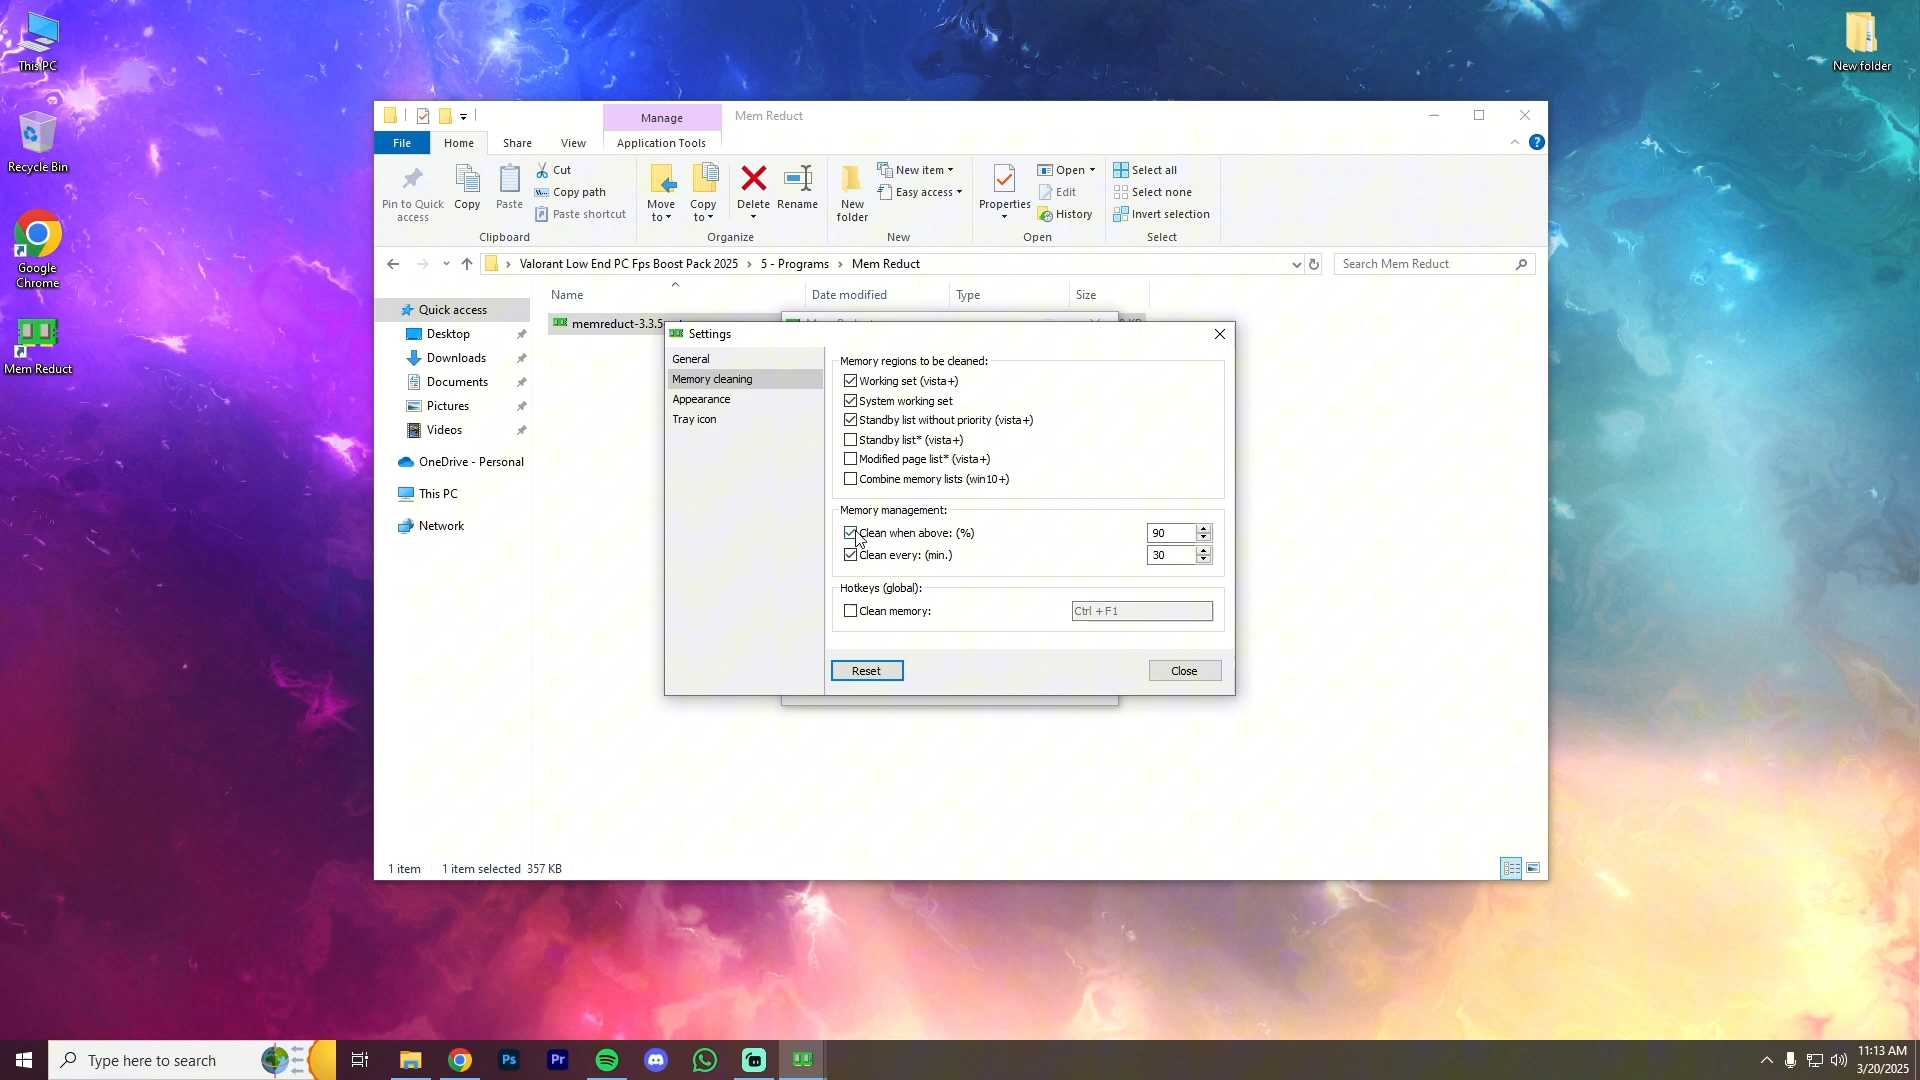 This PC
Recycle Bin
Google
Chrome
Mem Reduct
New folder
Manage
Mem Reduct
File
Home
Share
View
Application Tools
Pin to Quick
access
Copy
Paste
Cut
Copy path
Paste shortcut
Clipboard
Move
to
Copy
to
Delete
Rename
Organize
New
folder
New item
Easy access
New
Properties
Open
Edit
History
Open
Select all
Select none
Invert selection
Select
Valorant Low End PC Fps Boost Pack 2025 › 5 - Programs › Mem Reduct
Search Mem Reduct
Name
Date modified
Type
Size
Quick access
Desktop
Downloads
Documents
Pictures
Videos
OneDrive - Personal
This PC
Network
memreduct-3.3.5
Settings
General
Memory cleaning
Appearance
Tray icon
Memory regions to be cleaned:
Working set (vista+)
System working set
Standby list without priority (vista+)
Standby list* (vista+)
Modified page list* (vista+)
Combine memory lists (win10+)
Memory management:
Clean when above: (%)
90
Clean every: (min.)
30
Hotkeys (global):
Clean memory:
Ctrl + F1
Reset
Close
1 item
1 item selected 357 KB
Type here to search
Ps
Pr
11:13 AM
3/20/2025